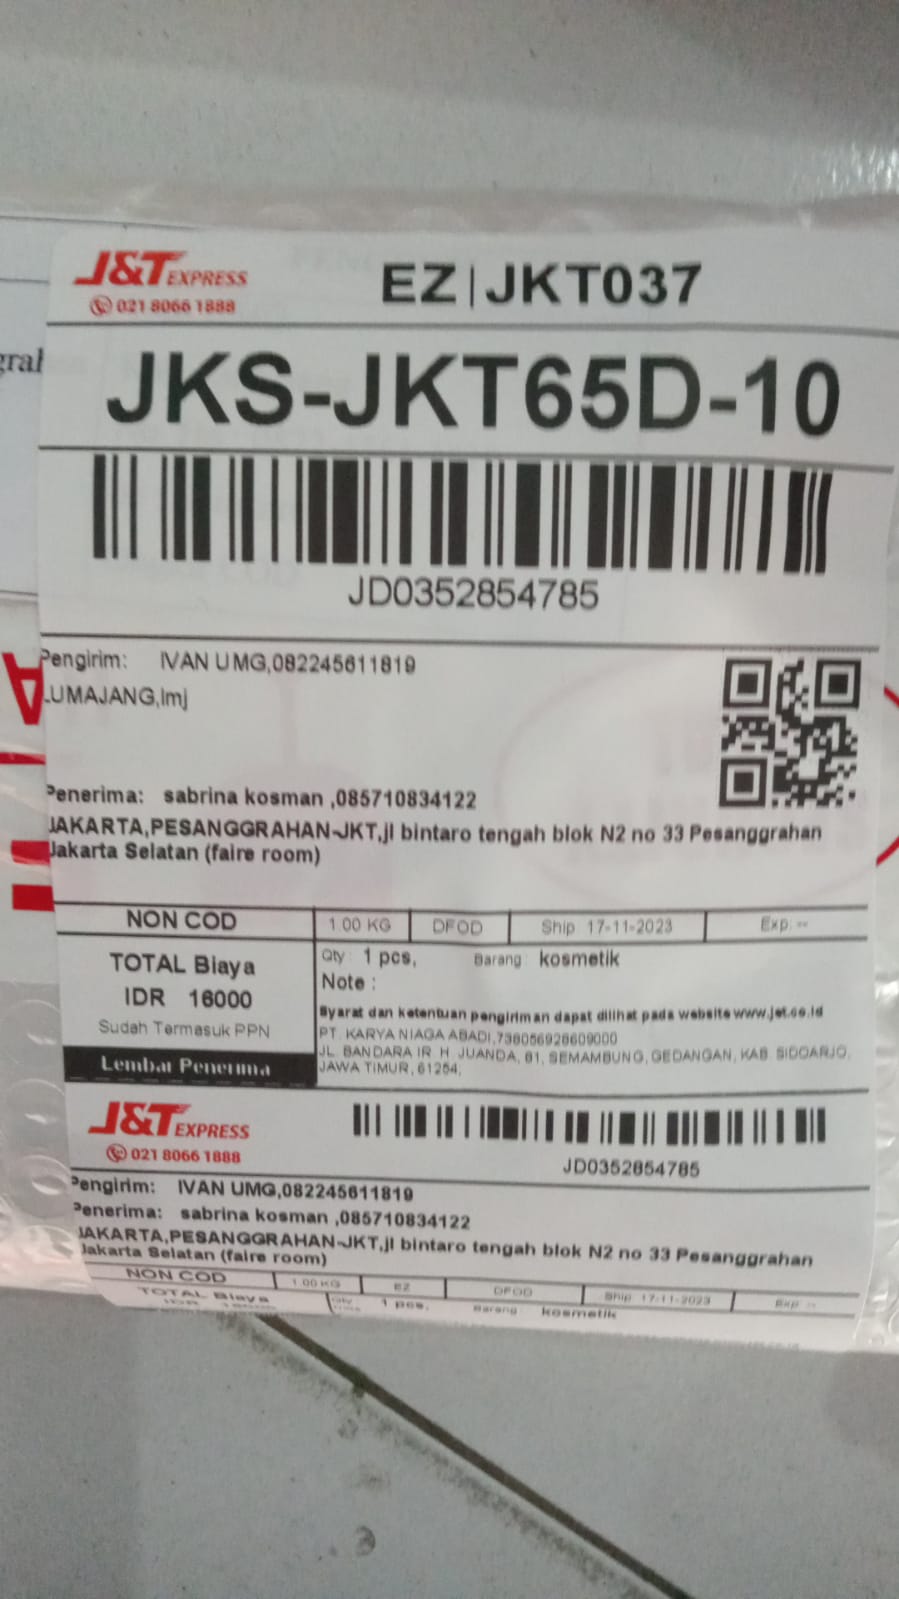 J&T EXPRESS
021 8066 1888
EZ|JKT037
JKS-JKT65D-10
JD0352854785
Pengirim: IVAN UMG,082245611819
LUMAJANG,lmj
Penerima: sabrina kosman ,085710834122
JAKARTA,PESANGGRAHAN-JKT,jl bintaro tengah blok N2 no 33 Pesanggrahan
Jakarta Selatan (faire room)
NON COD 1.00 KG DFOD Ship 17-11-2023 Exp: --
TOTAL Biaya
IDR 16000
Sudah Termasuk PPN
Lembar Penerima
Qty : 1 pcs, Barang : kosmetik
Note :
Syarat dan ketentuan pengiriman dapat dilihat pada website www.jet.co.id
PT. KARYA NIAGA ABADI,738056928609000
JL. BANDARA IR H JUANDA, 81, SEMAMBUNG, GEDANGAN, KAB. SIDOARJO,
JAWA TIMUR, 61254,
J&T EXPRESS
021 8066 1888
JD0352854785
Pengirim: IVAN UMG,082245611819
Penerima: sabrina kosman ,085710834122
JAKARTA,PESANGGRAHAN-JKT,jl bintaro tengah blok N2 no 33 Pesanggrahan
Jakarta Selatan (faire room)
NON COD 1.00 KG EZ DFOD Ship 17-11-2023 Exp: --
TOTAL Biaya
IDR
Qty 1 pcs, Barang kosmetik